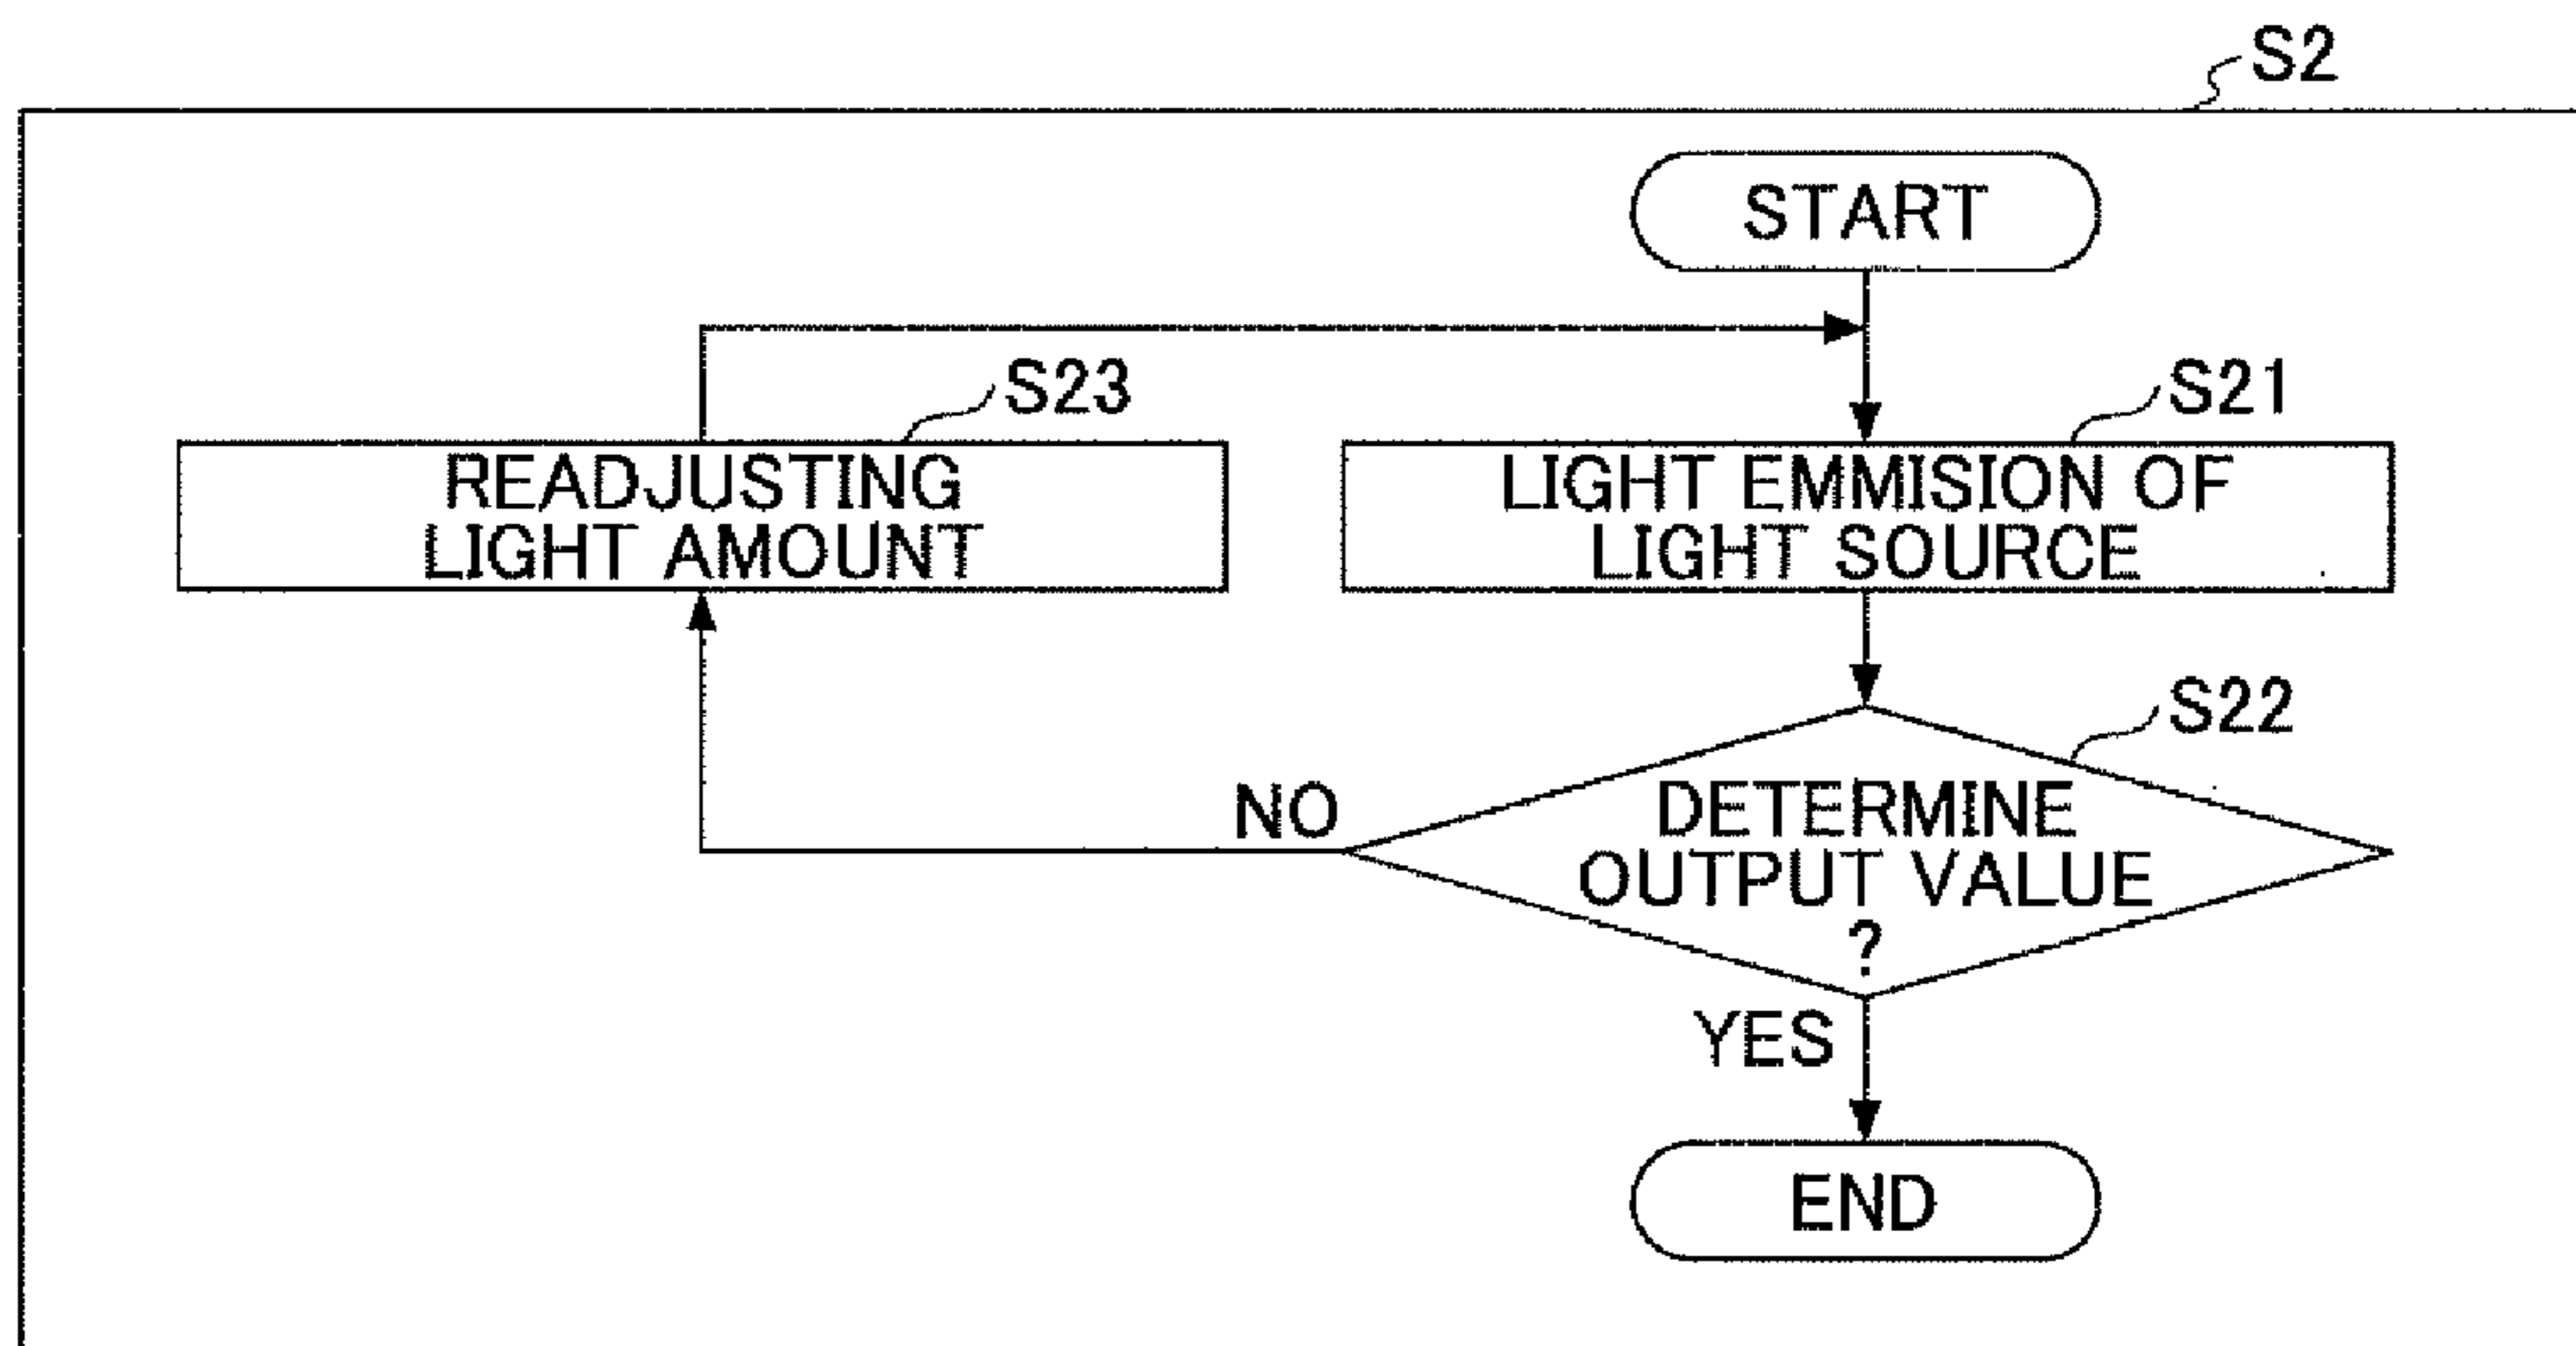 S2
START
S23
READJUSTING
LIGHT AMOUNT
S21
LIGHT EMMISION OF
LIGHT SOURCE
S22
DETERMINE
OUTPUT VALUE
?
NO
YES
END